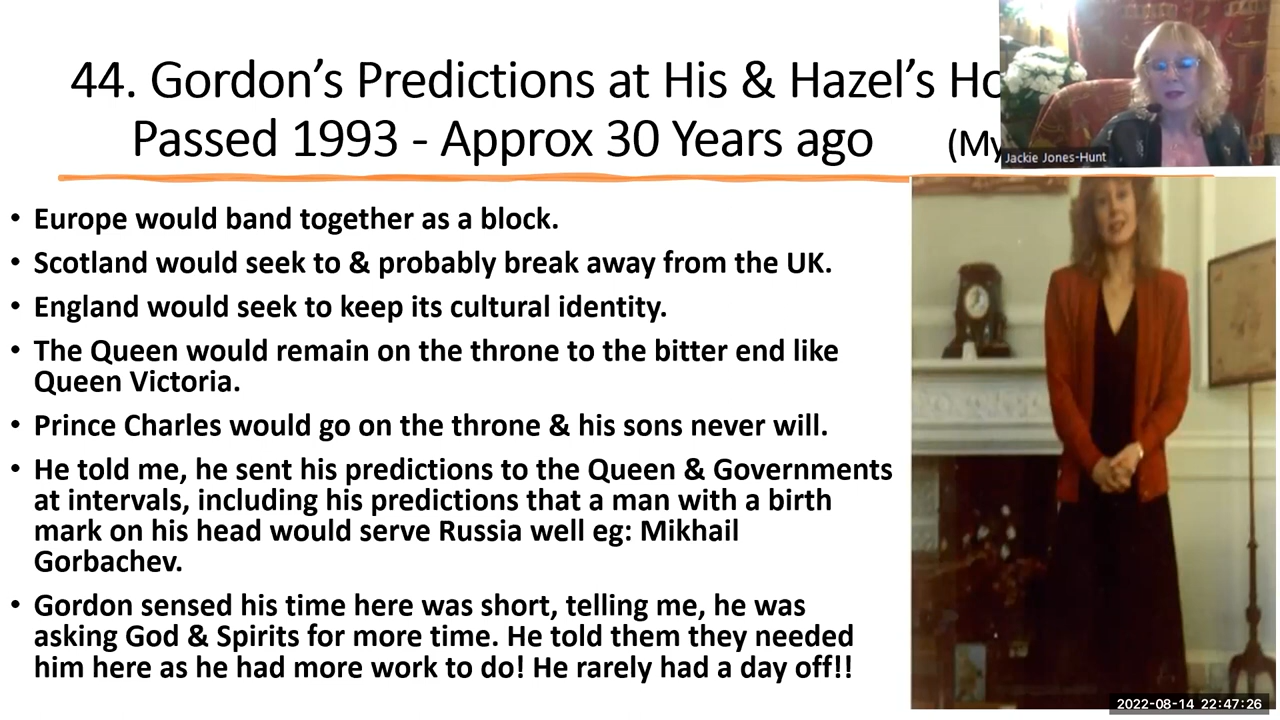 44. Gordon's Predictions at His & Hazel's
Passed 1993 - Approx 30 Years ago (My
Jackie Jones-Hunt
• Europe would band together as a block.
• Scotland would seek to & probably break away from the UK.
• England would seek to keep its cultural identity.
• The Queen would remain on the throne to the bitter end like
Queen Victoria.
• Prince Charles would go on the throne & his sons never will.
• He told me, he sent his predictions to the Queen & Governments
at intervals, including his predictions that a man with a birth
mark on his head would serve Russia well eg: Mikhail
Gorbachev.
• Gordon sensed his time here was short, telling me, he was
asking God & Spirits for more time. He told them they needed
him here as he had more work to do! He rarely had a day off!!
2022-08-14 22:47:26